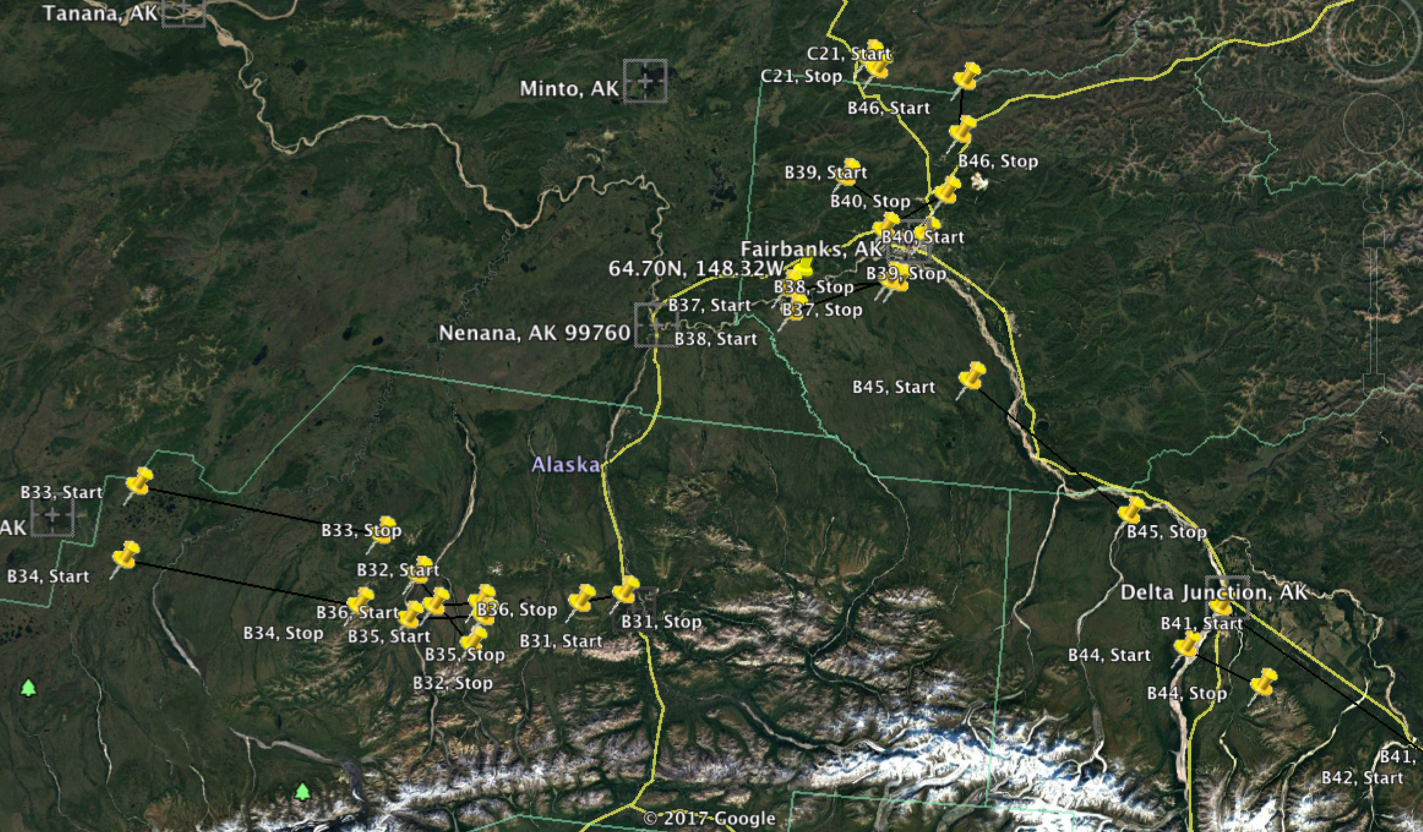 Tanana, AK
C21, Start
C21, Stop
Minto, AK
B46, Start
B46, Stop
B39, Start
B40, Stop
B40, Start
Fairbanks, AK
64.70N, 148.32W
B39, Stop
B38, Stop
B37, Start
B37, Stop
Nenana, AK 99760
B38, Start
B45, Start
Alaska
B33, Start
AK
B33, Stop
B45, Stop
B34, Start
B32, Start
Delta Junction, AK
B36, Start
B36, Stop
B31, Stop
B41, Start
B34, Stop
B35, Start
B31, Start
B35, Stop
B44, Start
B32, Stop
B44, Stop
B41,
B42, Start
© 2017 Google